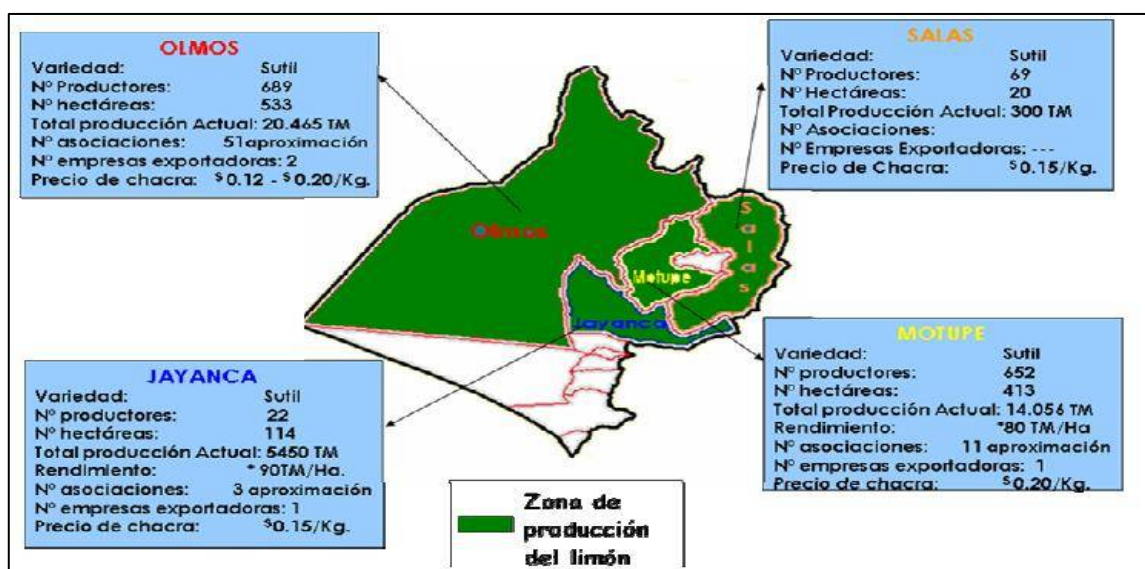 OLMOS
Variedad: Sutil
Nº Productores: 689
Nº hectáreas: 533
Total producción Actual: 20.465 TM
Nº asociaciones: 51 aproximación
Nº empresas exportadoras: 2
Precio de chacra: $0.12 - $0.20/Kg.
SALAS
Variedad: Sutil
Nº Productores: 69
Nº Hectáreas: 20
Total Producción Actual: 300 TM
Nº Asociaciones:
Nº Empresas Exportadoras: ---
Precio de Chacra: $0.15/Kg.
Olmos
Salas
Motupe
Jayanca
JAYANCA
Variedad: Sutil
Nº productores: 22
Nº hectáreas: 114
Total producción Actual: 5450 TM
Rendimiento: *90TM/Ha.
Nº asociaciones: 3 aproximación
Nº empresas exportadoras: 1
Precio de chacra: $0.15/Kg.
MOTUPE
Variedad: Sutil
Nº productores: 652
Nº hectáreas: 413
Total producción Actual: 14.056 TM
Rendimiento: *80 TM/Ha
Nº asociaciones: 11 aproximación
Nº empresas exportadoras: 1
Precio de chacra: $0.20/Kg.
Zona de
producción
del limón